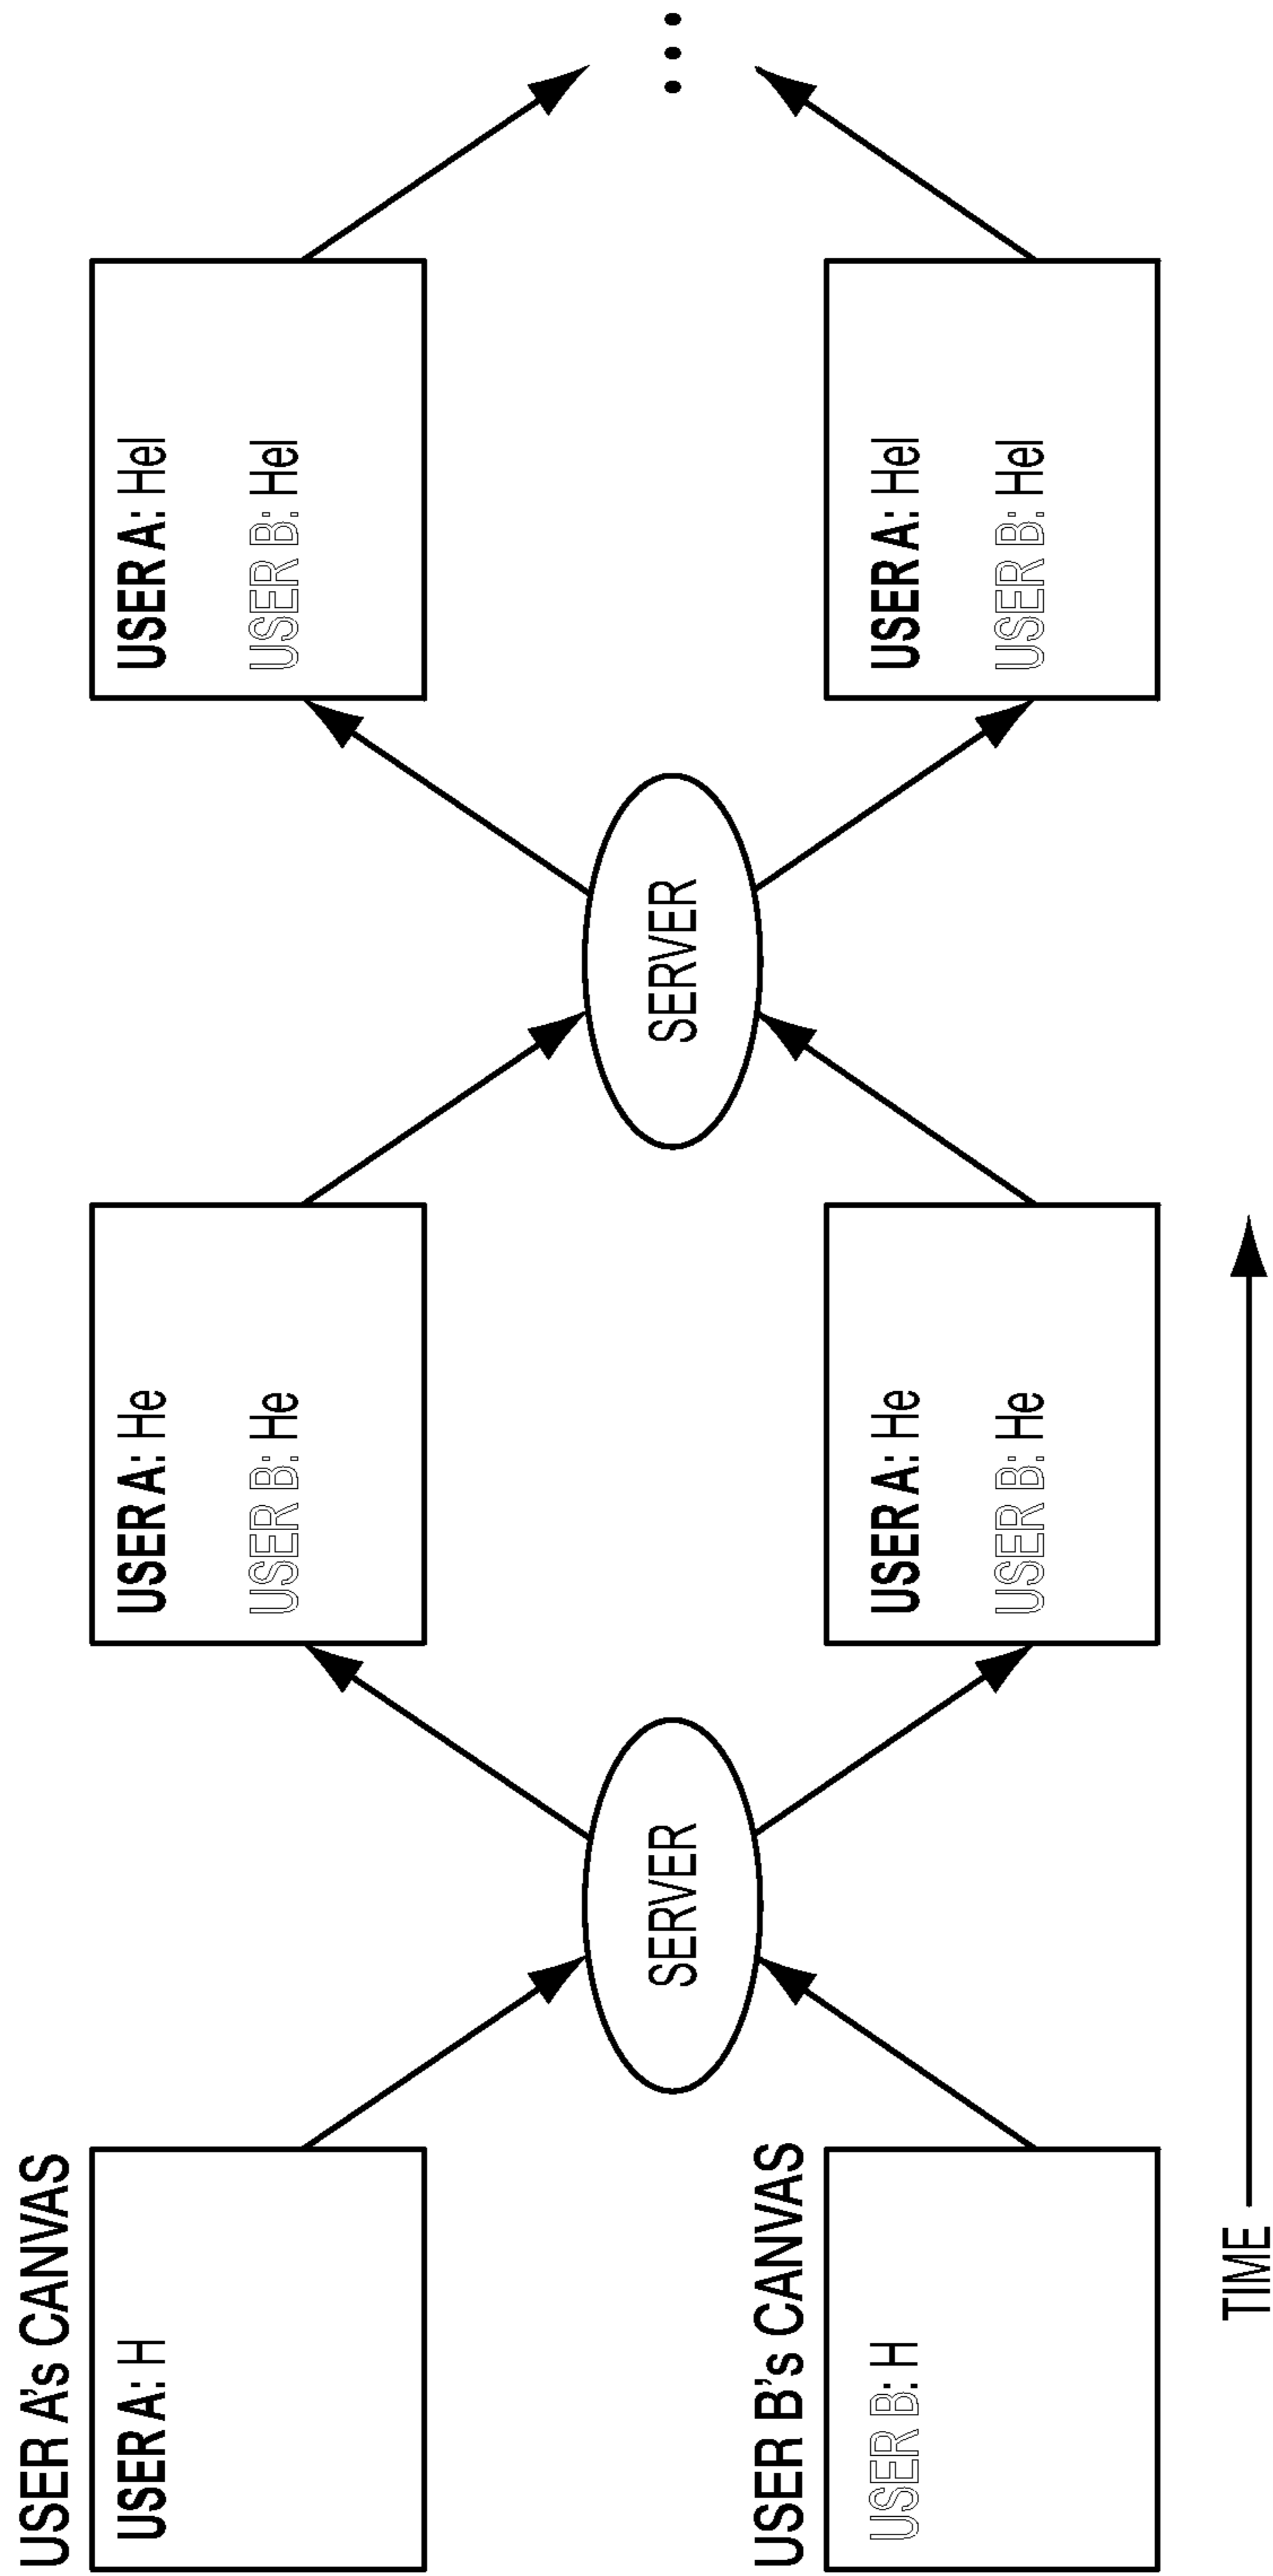 USER A's CANVAS
USER A: H
USER A: He
USER B: He
USER A: Hel
USER B: Hel
SERVER
SERVER
USER B's CANVAS
USER B: H
USER A: He
USER B: He
USER A: Hel
USER B: Hel
TIME